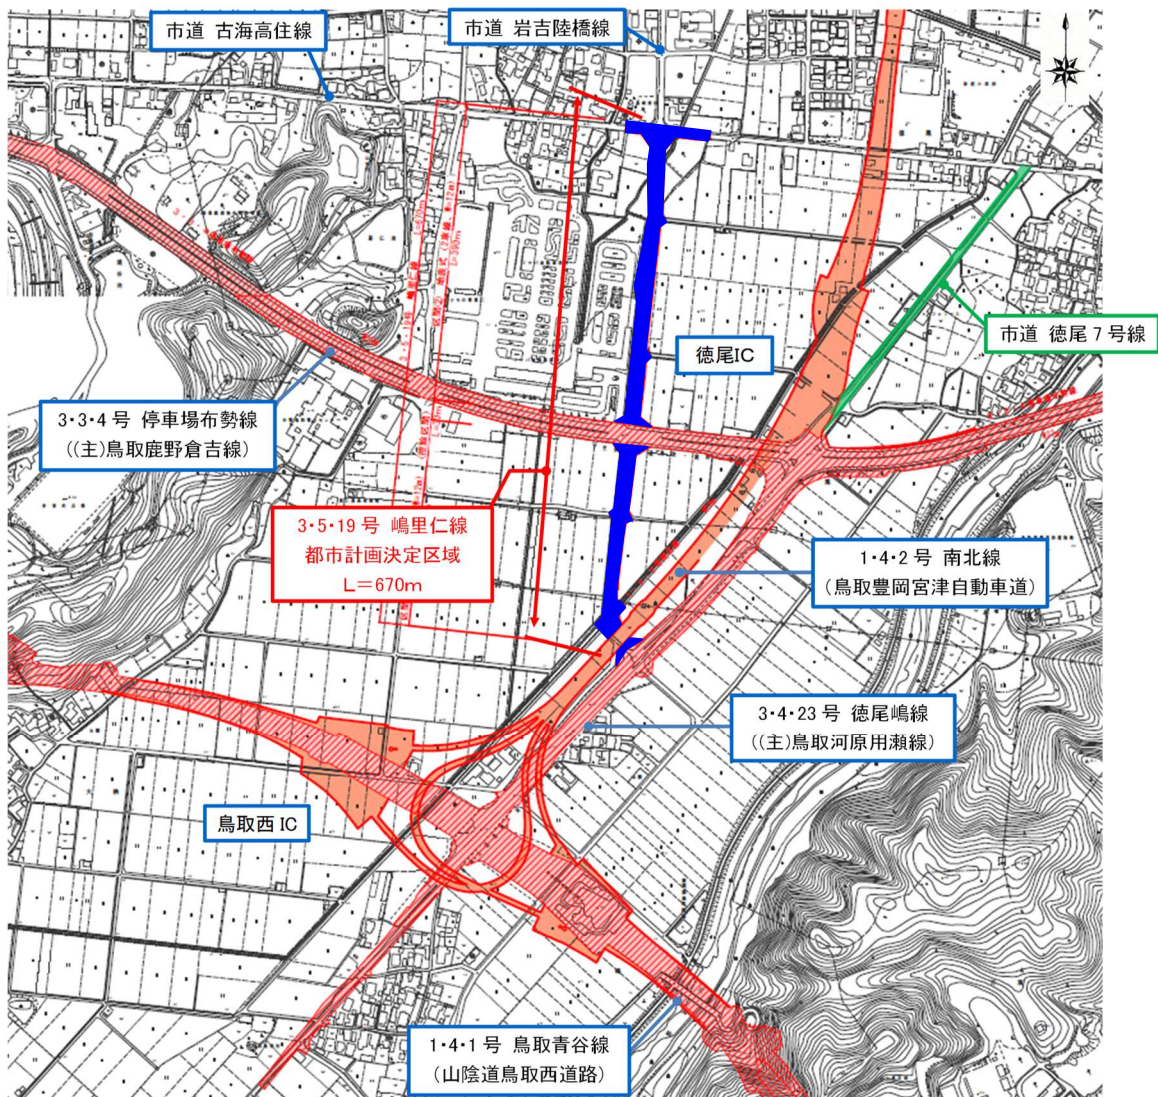 市道 古海高住線
市道 岩吉陸橋線
市道 徳尾7号線
徳尾IC
3・3・4号 停車場布勢線
((主)鳥取鹿野倉吉線)
3・5・19号 嶋里仁線
都市計画決定区域
L=670m
1・4・2号 南北線
(鳥取豊岡宮津自動車道)
3・4・23号 徳尾嶋線
((主)鳥取河原用瀬線)
鳥取西IC
1・4・1号 鳥取青谷線
(山陰道鳥取西道路)